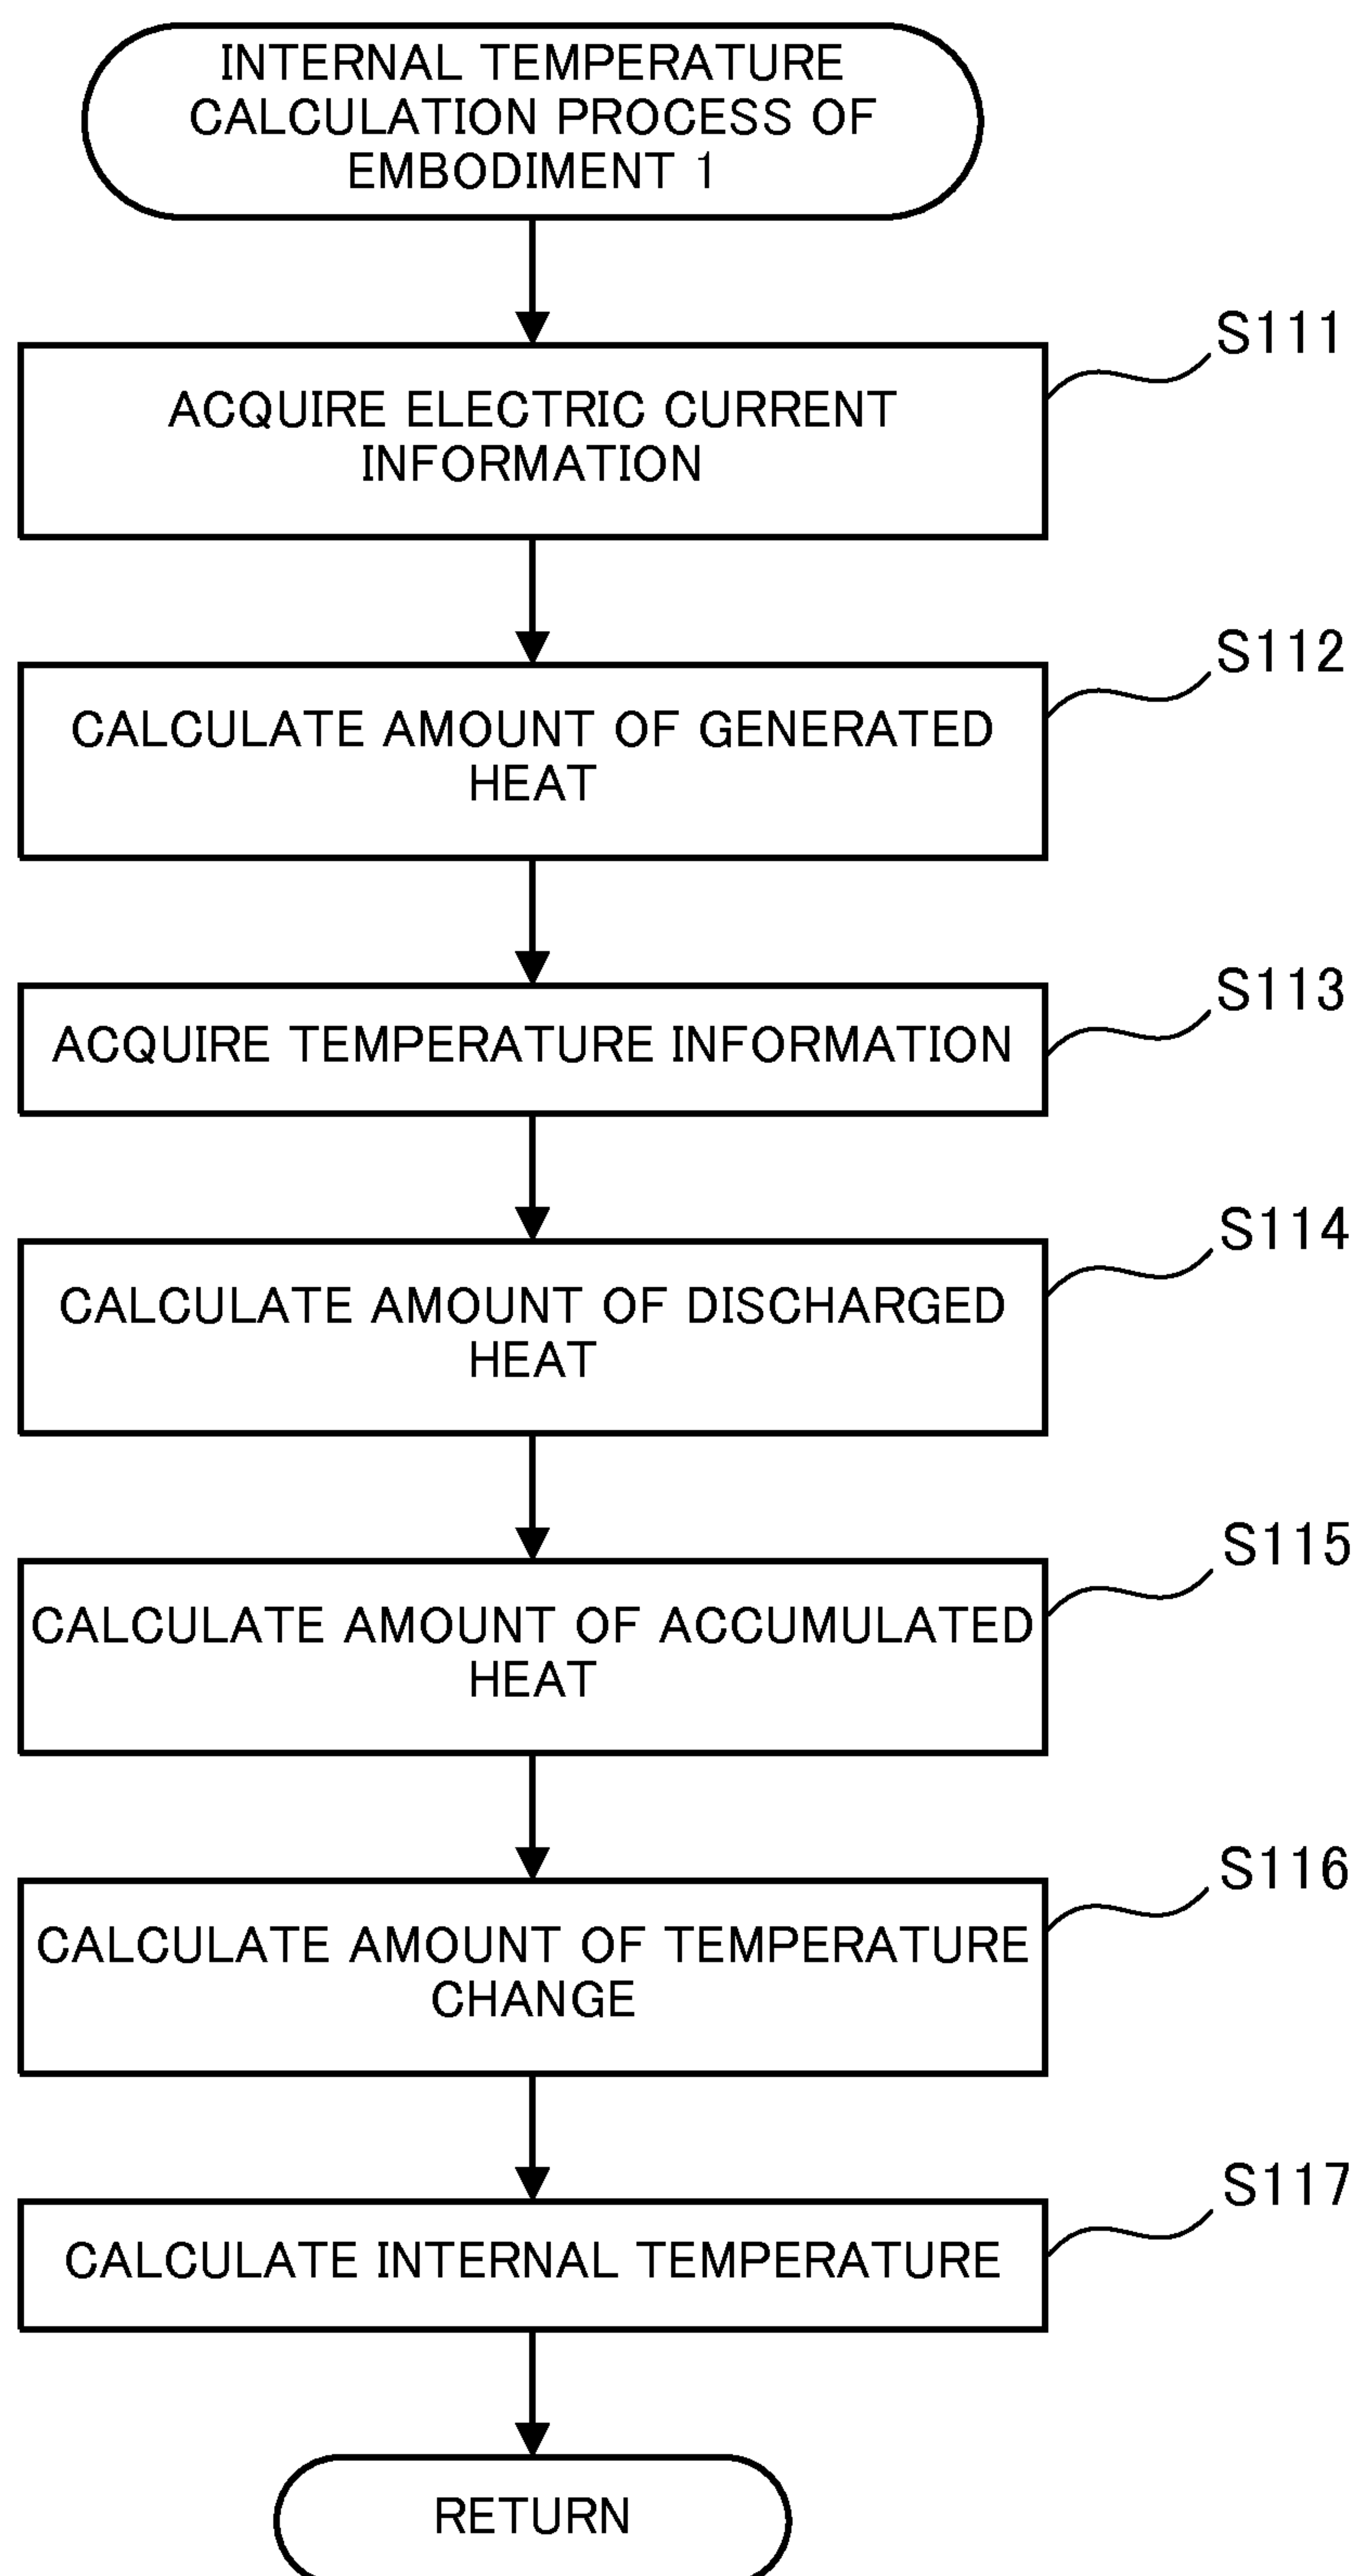 INTERNAL TEMPERATURE
CALCULATION PROCESS OF
EMBODIMENT 1
S111
ACQUIRE ELECTRIC CURRENT
INFORMATION
S112
CALCULATE AMOUNT OF GENERATED
HEAT
S113
ACQUIRE TEMPERATURE INFORMATION
S114
CALCULATE AMOUNT OF DISCHARGED
HEAT
S115
CALCULATE AMOUNT OF ACCUMULATED
HEAT
S116
CALCULATE AMOUNT OF TEMPERATURE
CHANGE
S117
CALCULATE INTERNAL TEMPERATURE
RETURN